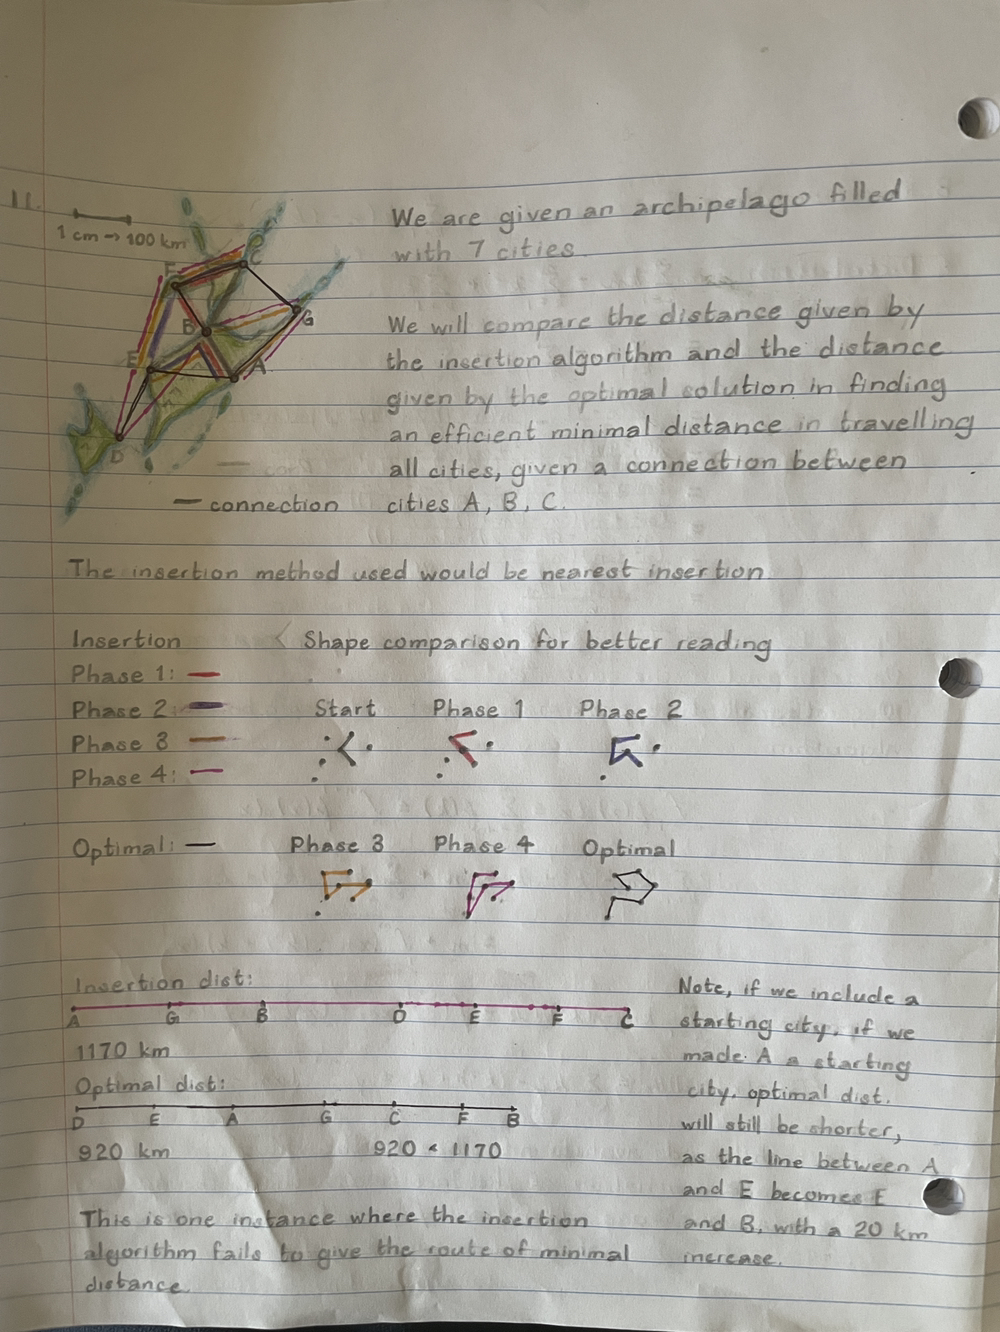 11.
1 cm → 100 km
F
C
B
G
E
A
D
— connection
We are given an archipelago filled
with 7 cities.
We will compare the distance given by
the insertion algorithm and the distance
given by the optimal solution in finding
an efficient minimal distance in travelling
all cities, given a connection between
cities A, B, C.
The insertion method used would be nearest insertion
Insertion
Shape comparison for better reading
Phase 1: —
Phase 2: —
Phase 3 —
Phase 4: —
Start Phase 1 Phase 2
Optimal: —
Phase 3 Phase 4 Optimal
Insertion dist:
A G B D E F C
1170 km
Optimal dist:
D E A G C F B
920 km
920 < 1170
This is one instance where the insertion
algorithm fails to give the route of minimal
distance.
Note, if we include a
starting city, if we
made A a starting
city, optimal dist.
will still be shorter,
as the line between A
and E becomes E
and B, with a 20 km
increase.